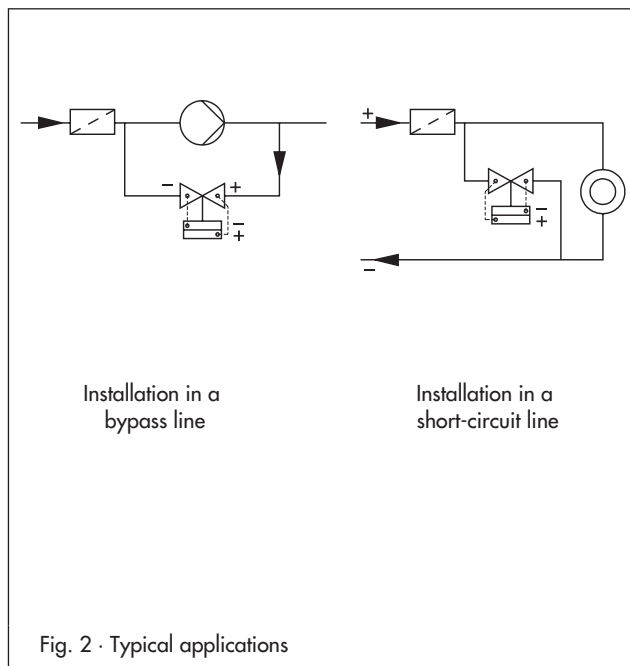 − +
−
+
+
−
+
−
Installation in a
bypass line
Installation in a
short-circuit line
Fig. 2 · Typical applications